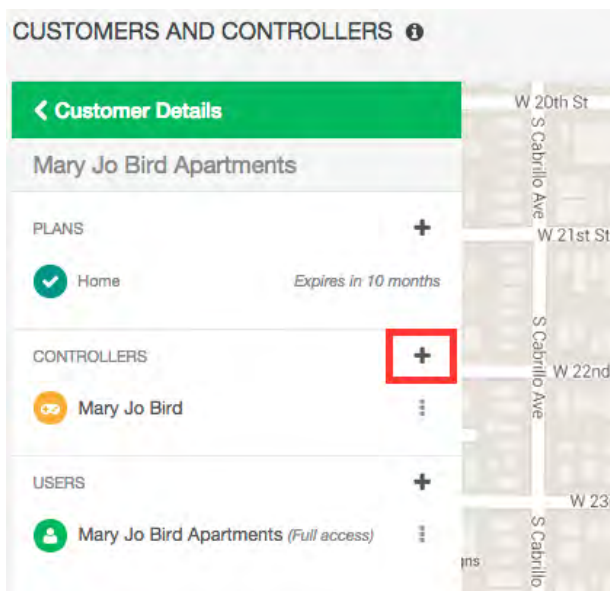 CUSTOMERS AND CONTROLLERS
Customer Details
Mary Jo Bird Apartments
PLANS
Home Expires in 10 months
CONTROLLERS
Mary Jo Bird
USERS
Mary Jo Bird Apartments (Full access)
W 20th St
S Cabrillo Ave
W 21st St
S Cabrillo Ave
W 22nd
W 23
S Cabrillo